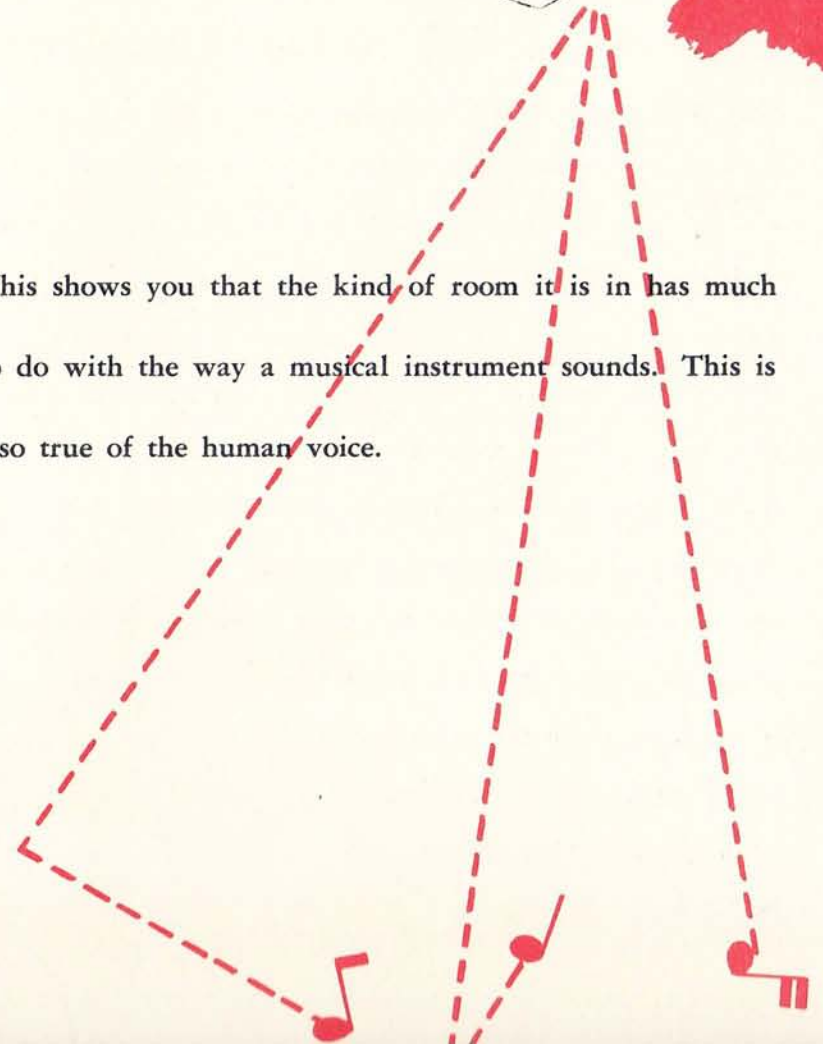 his shows you that the kind of room it is in has much
do with the way a musical instrument sounds. This is
so true of the human voice.